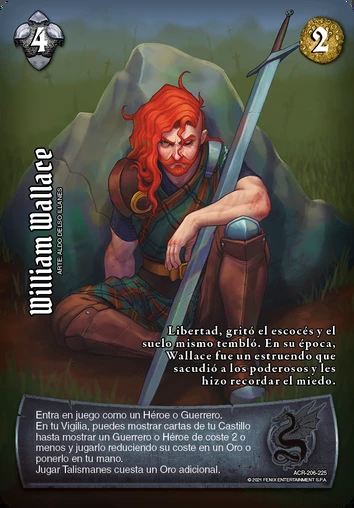 4
2
William Wallace
ARTE: ALDO DELSO ILLANES
Libertad, gritó el escocés y el
suelo mismo tembló. En su época,
Wallace fue un estruendo que
sacudió a los poderosos y les
hizo recordar el miedo.
Entra en juego como un Héroe o Guerrero.
En tu Vigilia, puedes mostrar cartas de tu Castillo
hasta mostrar un Guerrero o Héroe de coste 2 o
menos y jugarlo reduciendo su coste en un Oro o
ponerlo en tu mano.
Jugar Talismanes cuesta un Oro adicional.
ACR-206-225
© 2021 FENIX ENTERTAINMENT S.P.A.